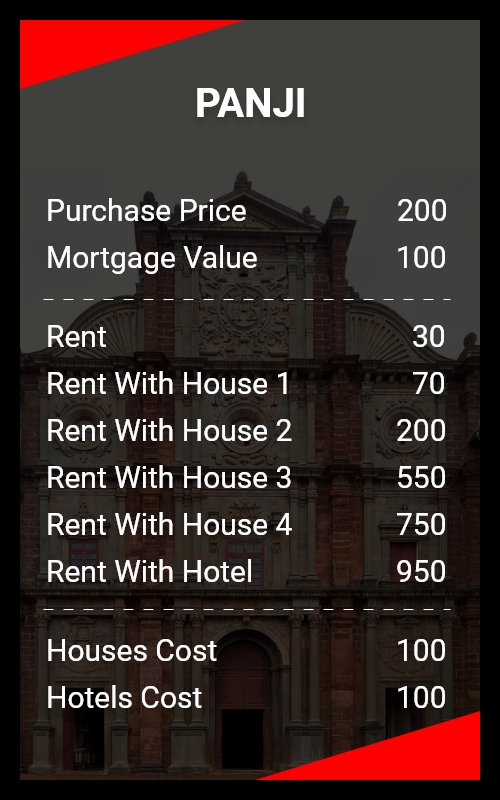 PANJI
Purchase Price 200
Mortgage Value 100
Rent 30
Rent With House 1 70
Rent With House 2 200
Rent With House 3 550
Rent With House 4 750
Rent With Hotel 950
Houses Cost 100
Hotels Cost 100